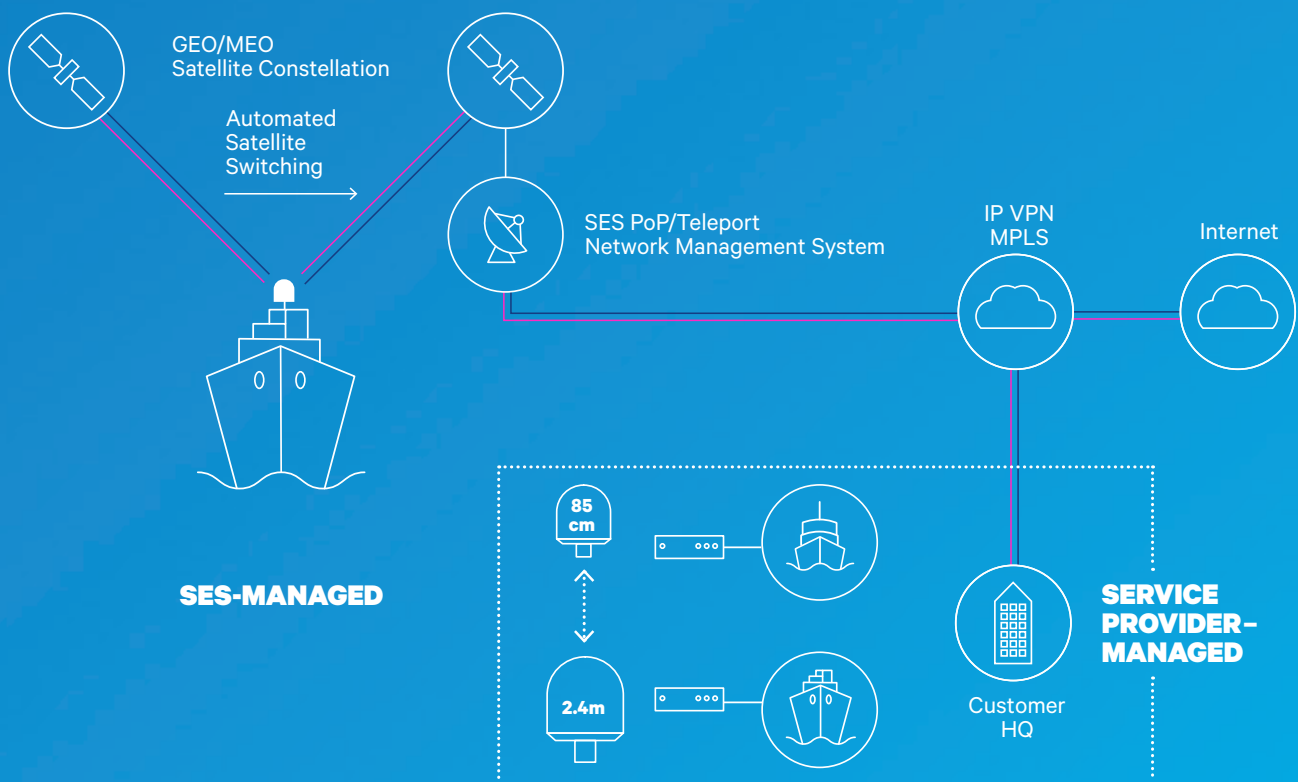 GEO/MEO
Satellite Constellation
Automated
Satellite
Switching
SES PoP/Teleport
Network Management System
IP VPN
MPLS
Internet
85
cm
2.4m
SES-MANAGED
SERVICE
PROVIDER–
MANAGED
Customer
HQ